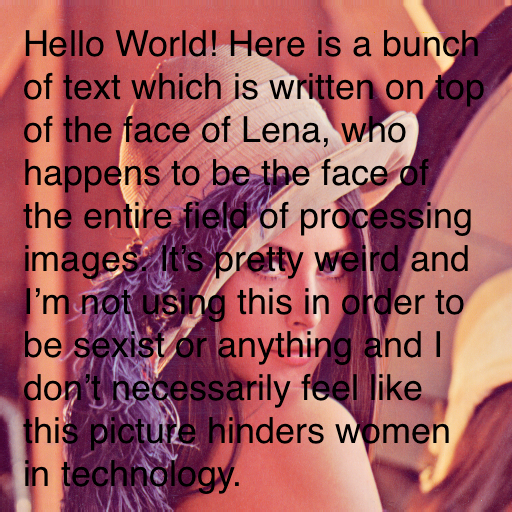 Hello World! Here is a bunch
of text which is written on top
of the face of Lena, who
happens to be the face of
the entire field of processing
images. It's pretty weird and
I'm not using this in order to
be sexist or anything and I
don't necessarily feel like
this picture hinders women
in technology.